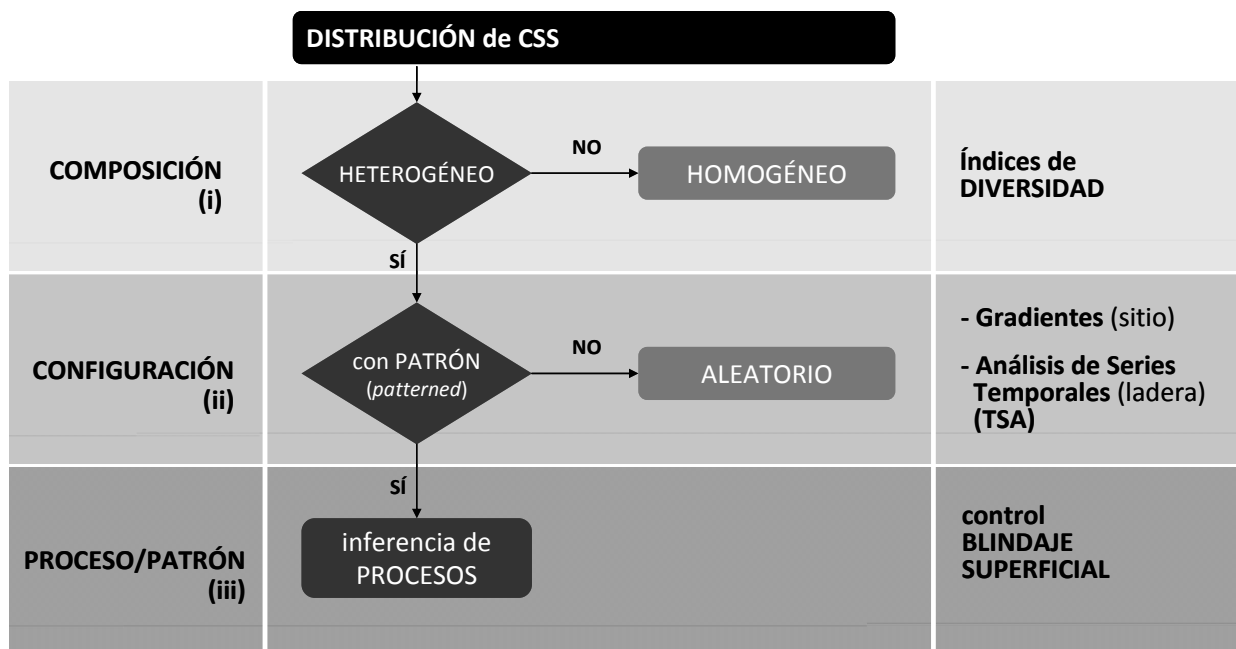 DISTRIBUCIÓN de CSS
COMPOSICIÓN
(i)
HETEROGÉNEO
NO
HOMOGÉNEO
Índices de
DIVERSIDAD
SÍ
CONFIGURACIÓN
(ii)
con PATRÓN
(patterned)
NO
ALEATORIO
- Gradientes (sitio)
- Análisis de Series
Temporales (ladera)
(TSA)
SÍ
PROCESO/PATRÓN
(iii)
inferencia de
PROCESOS
control
BLINDAJE
SUPERFICIAL